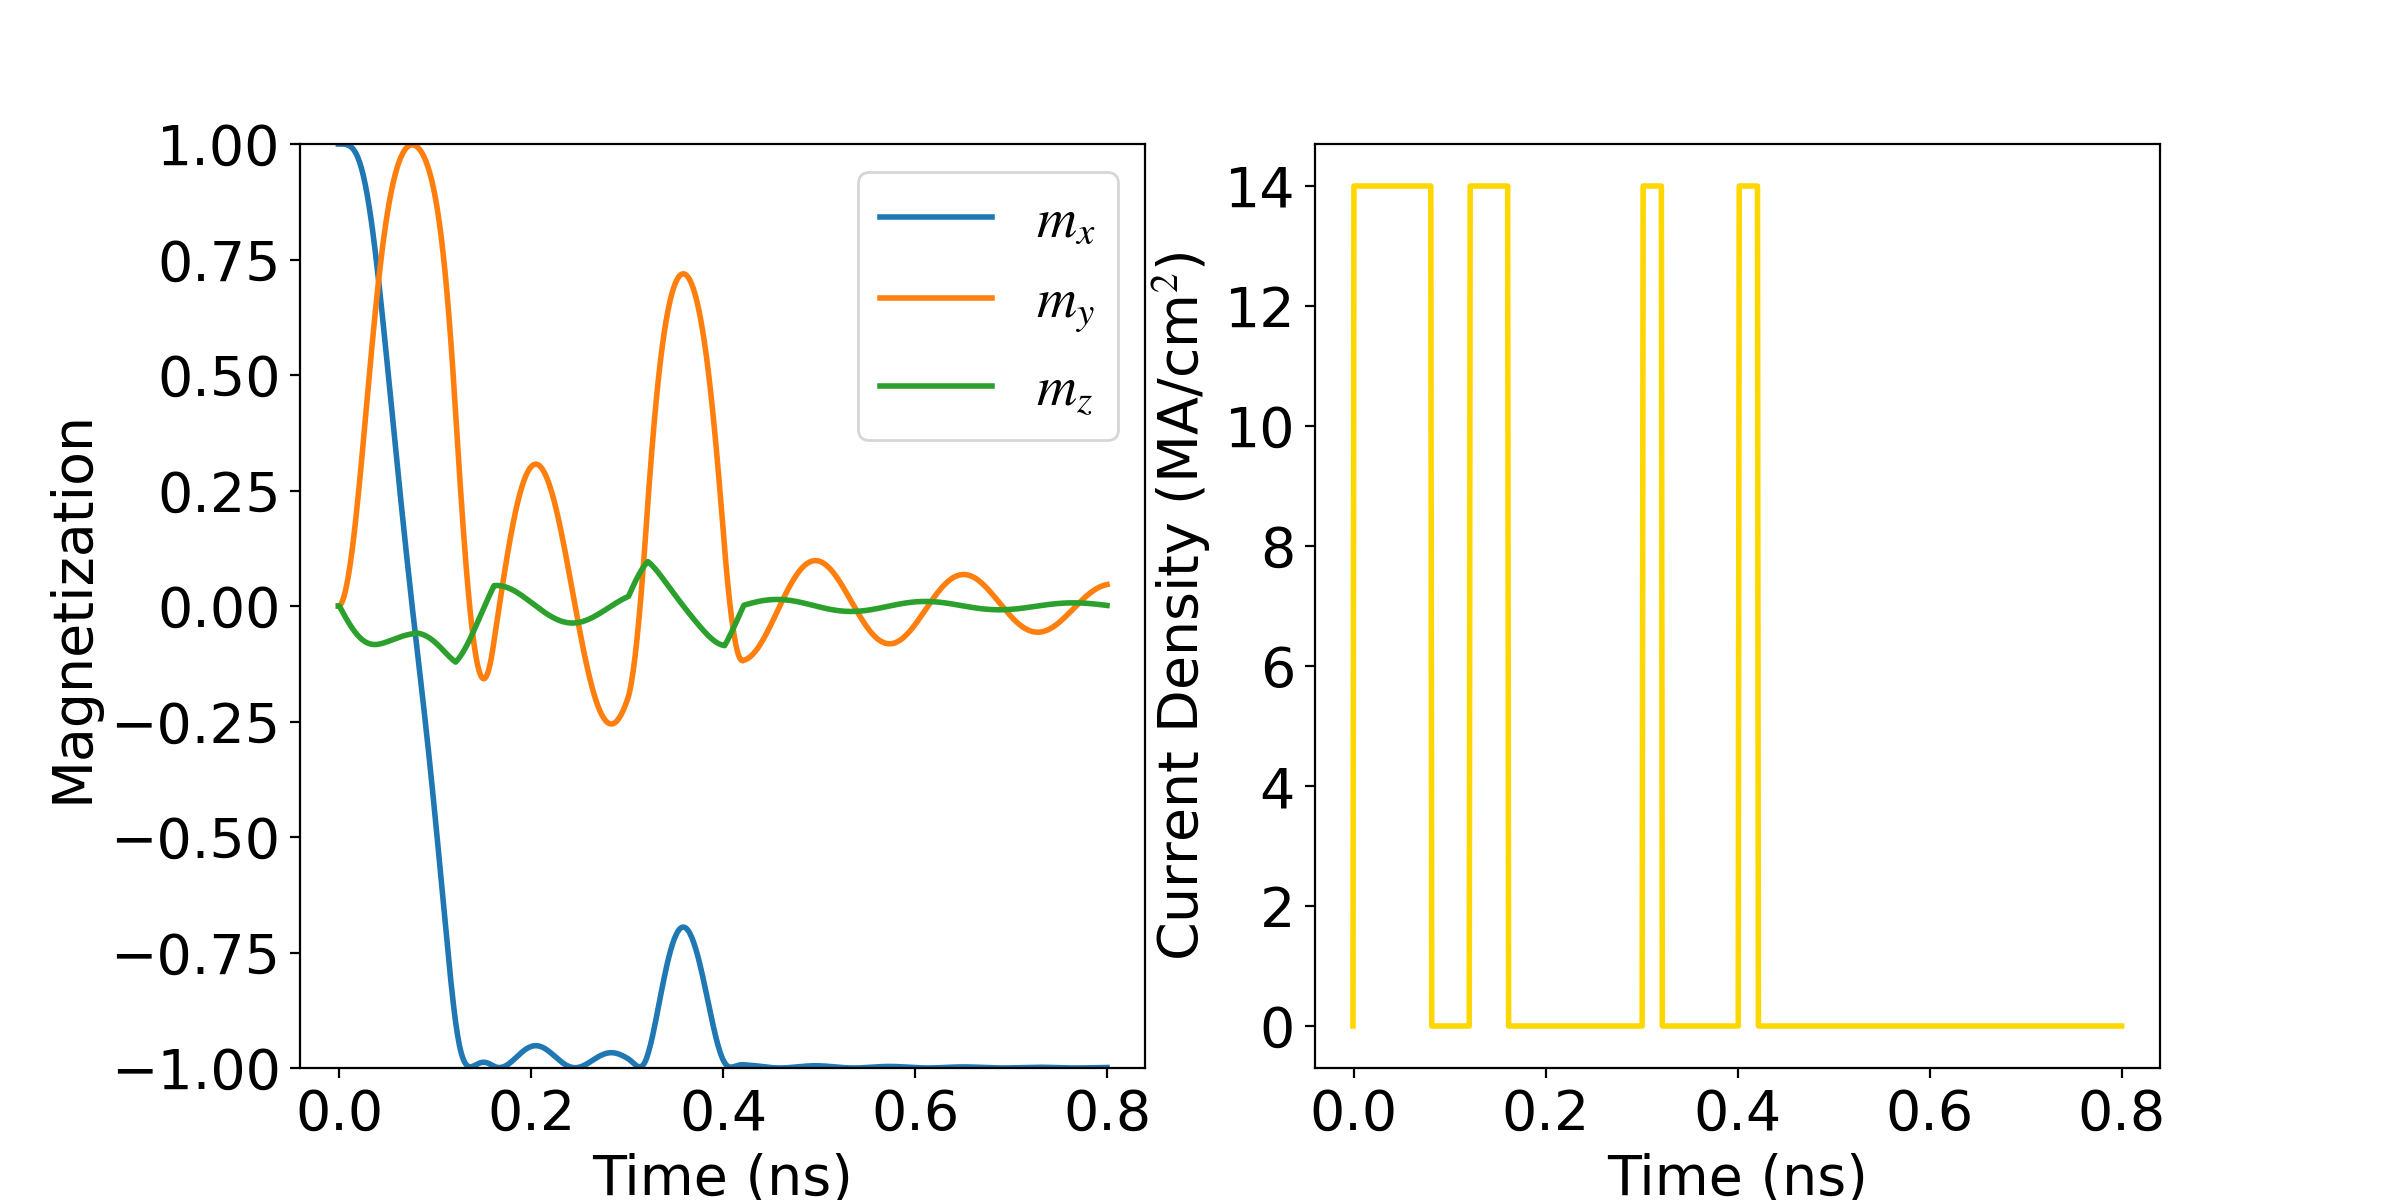 Magnetization
1.00
0.75
0.50
0.25
0.00
−0.25
−0.50
−0.75
−1.00
0.0 0.2 0.4 0.6 0.8
Time (ns)
m_x
m_y
m_z
Current Density (MA/cm²)
14
12
10
8
6
4
2
0
0.0 0.2 0.4 0.6 0.8
Time (ns)